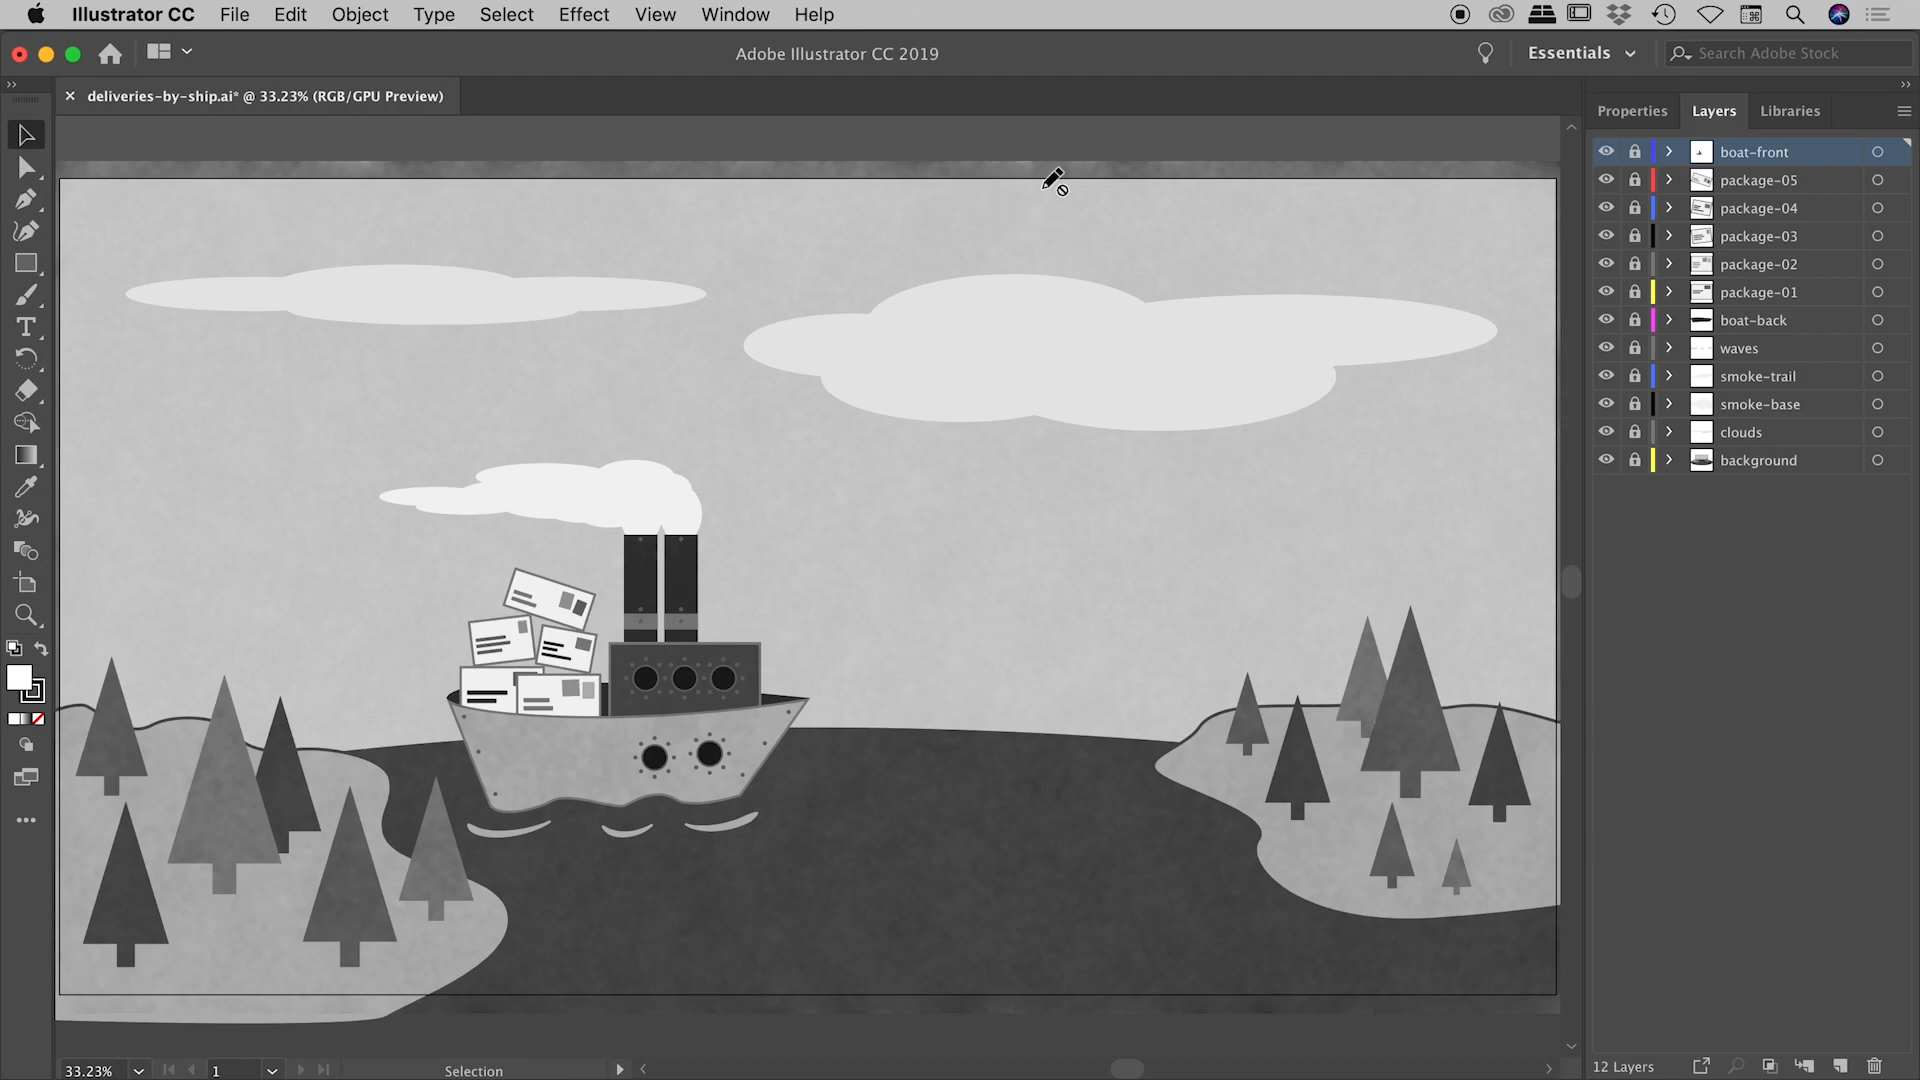 Illustrator CC File Edit Object Type Select Effect View Window Help
Adobe Illustrator CC 2019
Essentials
Search Adobe Stock
deliveries-by-ship.ai* @ 33.23% (RGB/GPU Preview)
Properties Layers Libraries
boat-front
package-05
package-04
package-03
package-02
package-01
boat-back
waves
smoke-trail
smoke-base
clouds
background
33.23%
1
Selection
12 Layers